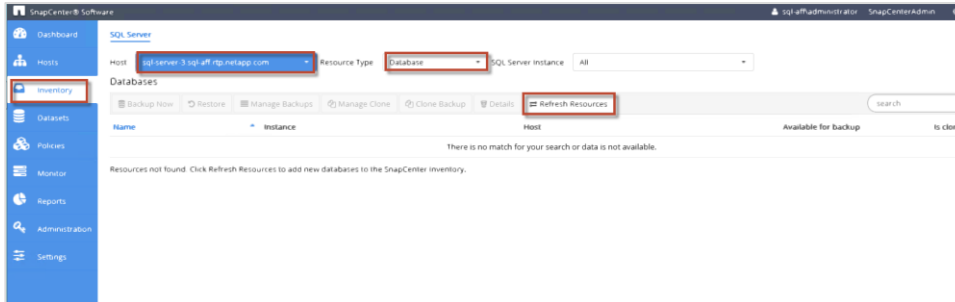 SnapCenter® Software
sql-aff\administrator SnapCenterAdmin
Dashboard
Hosts
Inventory
Datasets
Policies
Monitor
Reports
Administration
Settings
SQL Server
Host sql-server-3.sql-aff.rtp.netapp.com Resource Type Database SQL Server Instance All
Databases
Backup Now Restore Manage Backups Manage Clone Clone Backup Details Refresh Resources search
Name Instance Host Available for backup Is clo
There is no match for your search or data is not available.
Resources not found. Click Refresh Resources to add new databases to the SnapCenter Inventory.